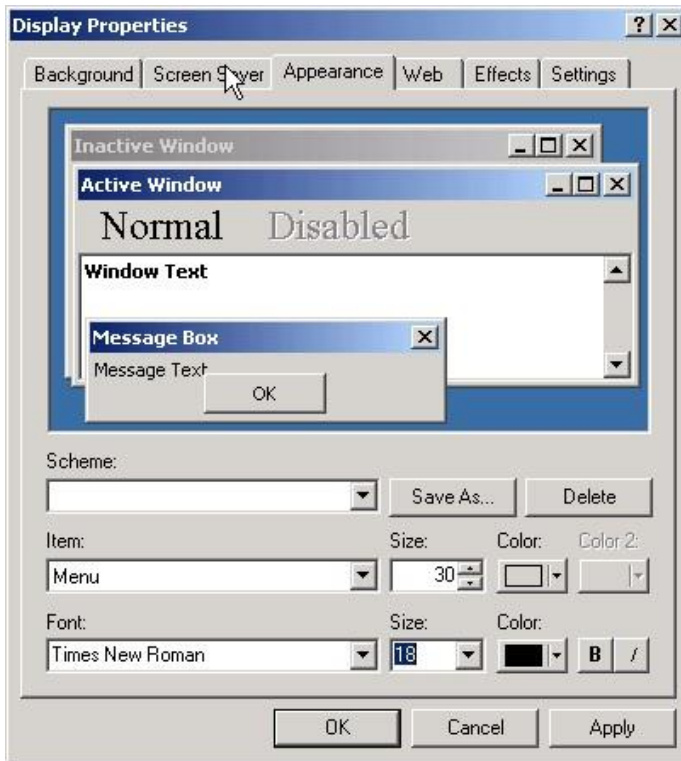 Display Properties
Background Screen Saver Appearance Web Effects Settings
Inactive Window
Active Window
Normal Disabled
Window Text
Message Box
Message Text
OK
Scheme:
Save As... Delete
Item: Size: Color: Color 2:
Menu 30
Font: Size: Color:
Times New Roman 18 B /
OK Cancel Apply